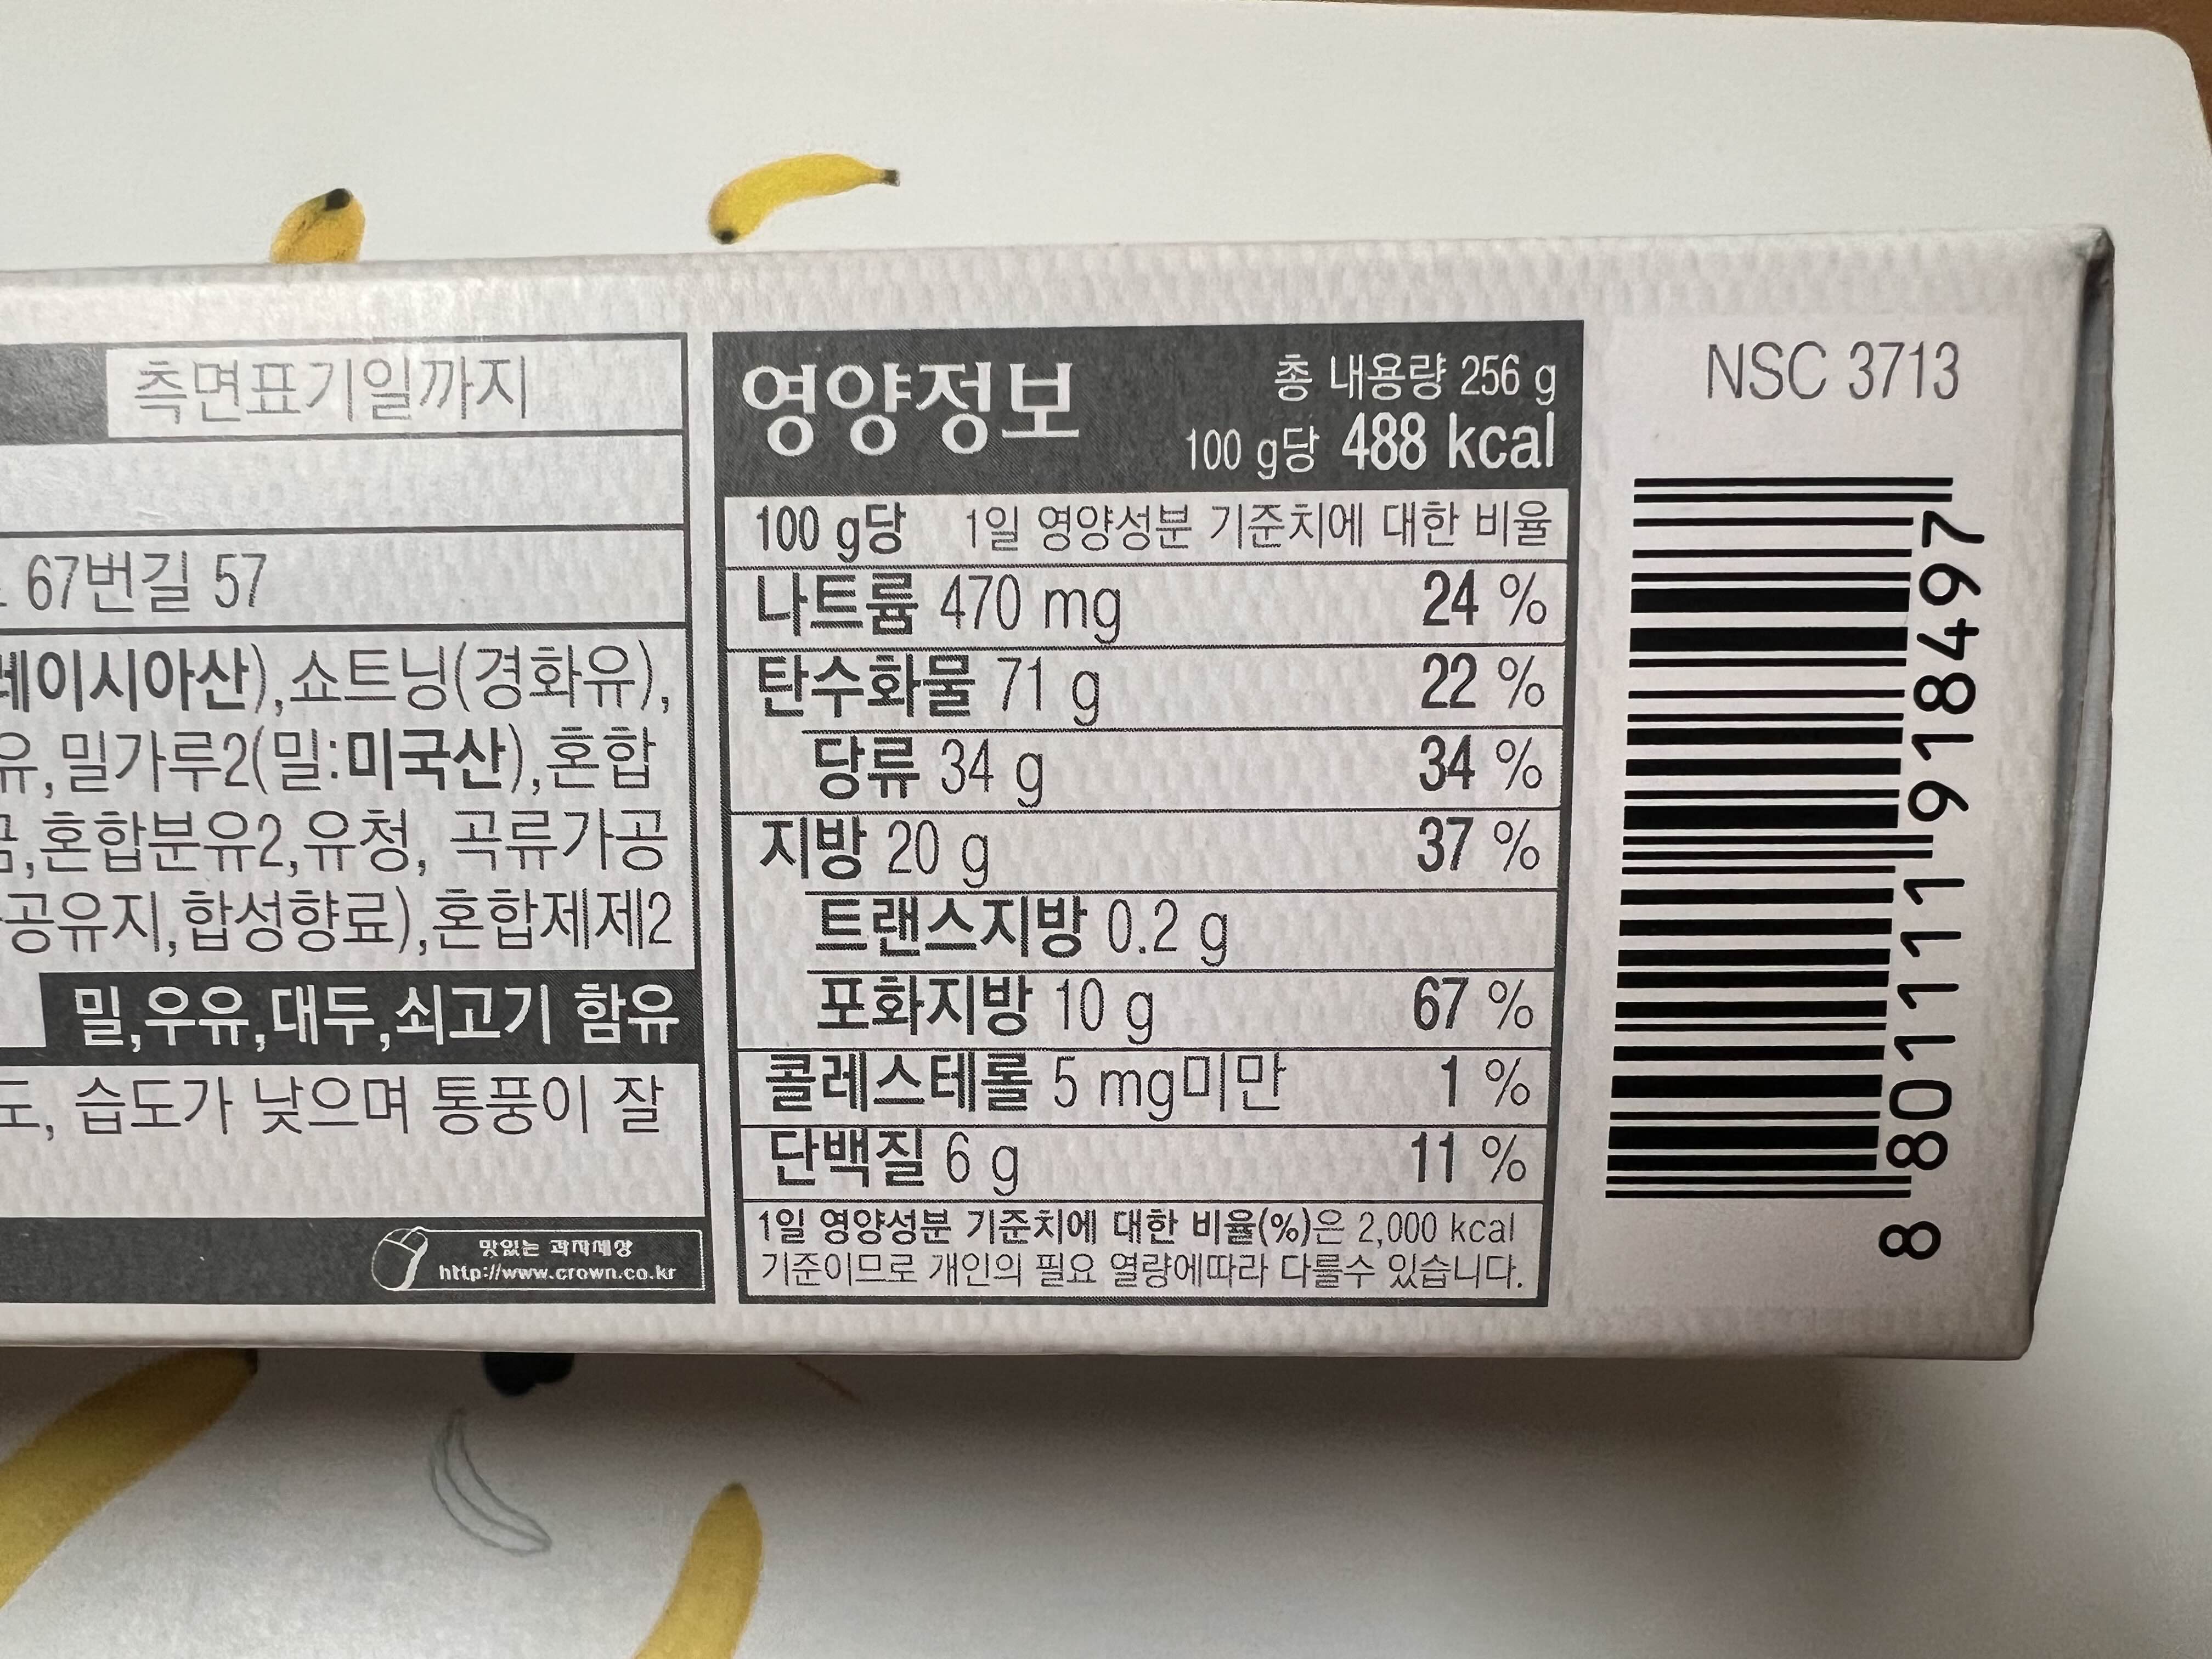 측면표기일까지
67번길 57
레이시아산),쇼트닝(경화유),
유,밀가루2(밀:미국산),혼합
,혼합분유2,유청, 곡류가공
공유지,합성향료),혼합제제2
밀,우유,대두,쇠고기 함유
도, 습도가 낮으며 통풍이 잘
맛있는 과자세상
http://www.crown.co.kr
영양정보
총 내용량 256 g
100 g당 488 kcal
100 g당 1일 영양성분 기준치에 대한 비율
나트륨 470 mg 24 %
탄수화물 71 g 22 %
당류 34 g 34 %
지방 20 g 37 %
트랜스지방 0.2 g
포화지방 10 g 67 %
콜레스테롤 5 mg미만 1 %
단백질 6 g 11 %
1일 영양성분 기준치에 대한 비율(%)은 2,000 kcal
기준이므로 개인의 필요 열량에따라 다를수 있습니다.
NSC 3713
8 801111 918497